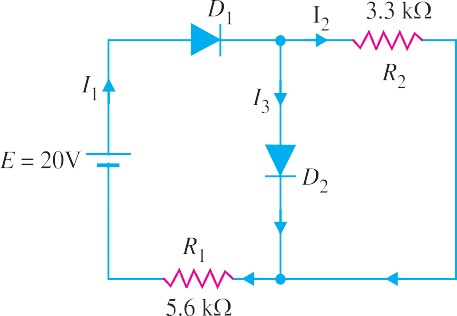 D1
I2
3.3 kΩ
I1
I3
R2
E = 20V
D2
R1
5.6 kΩ